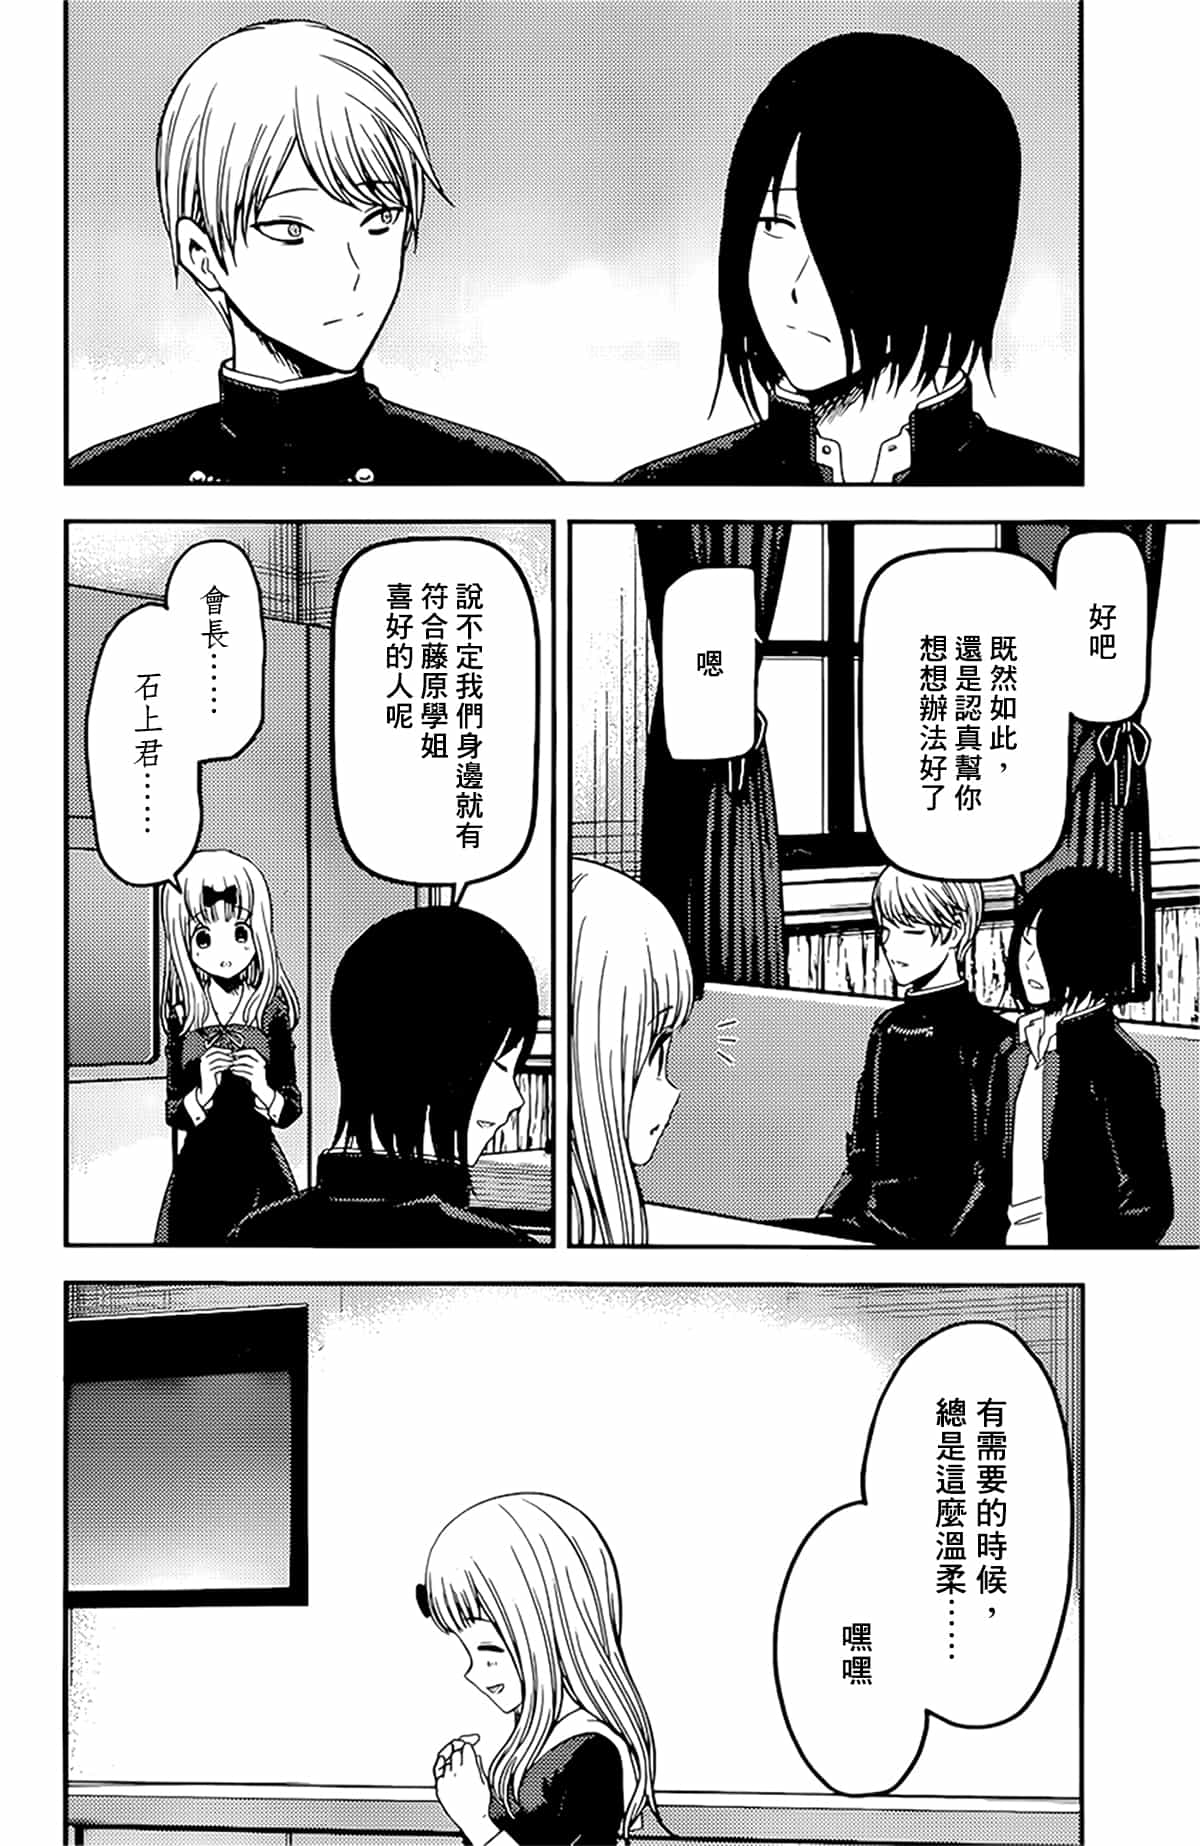 好吧
既然如此，
還是認真幫你
想想辦法好了
嗯
說不定我們身邊就有
符合藤原學姐
喜好的人呢
會長……
石上君……
有需要的時候，
總是這麼溫柔……
嘿嘿